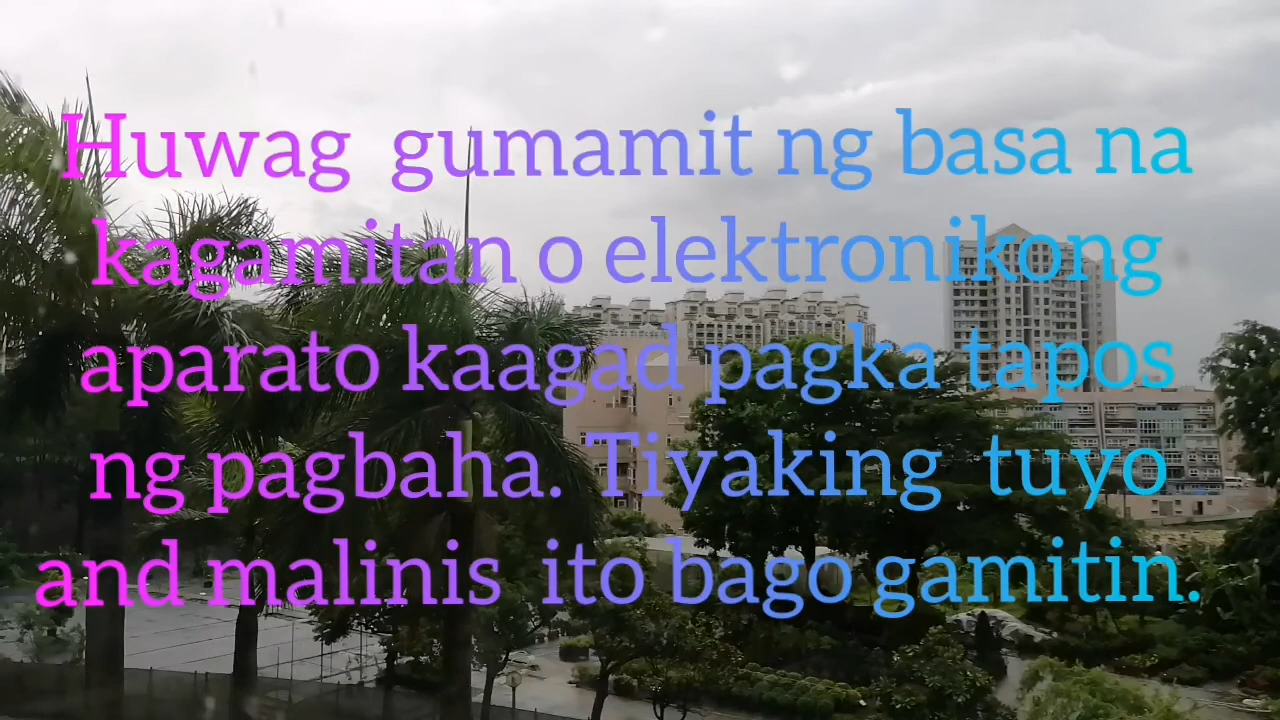 Huwag gumamit ng basa na
kagamitan o elektronikong
aparato kaagad pagka tapos
ng pagbaha. Tiyaking tuyo
and malinis ito bago gamitin.